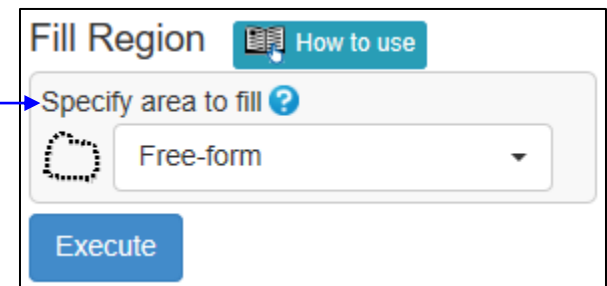 Fill Region How to use
Specify area to fill ?
Free-form
Execute